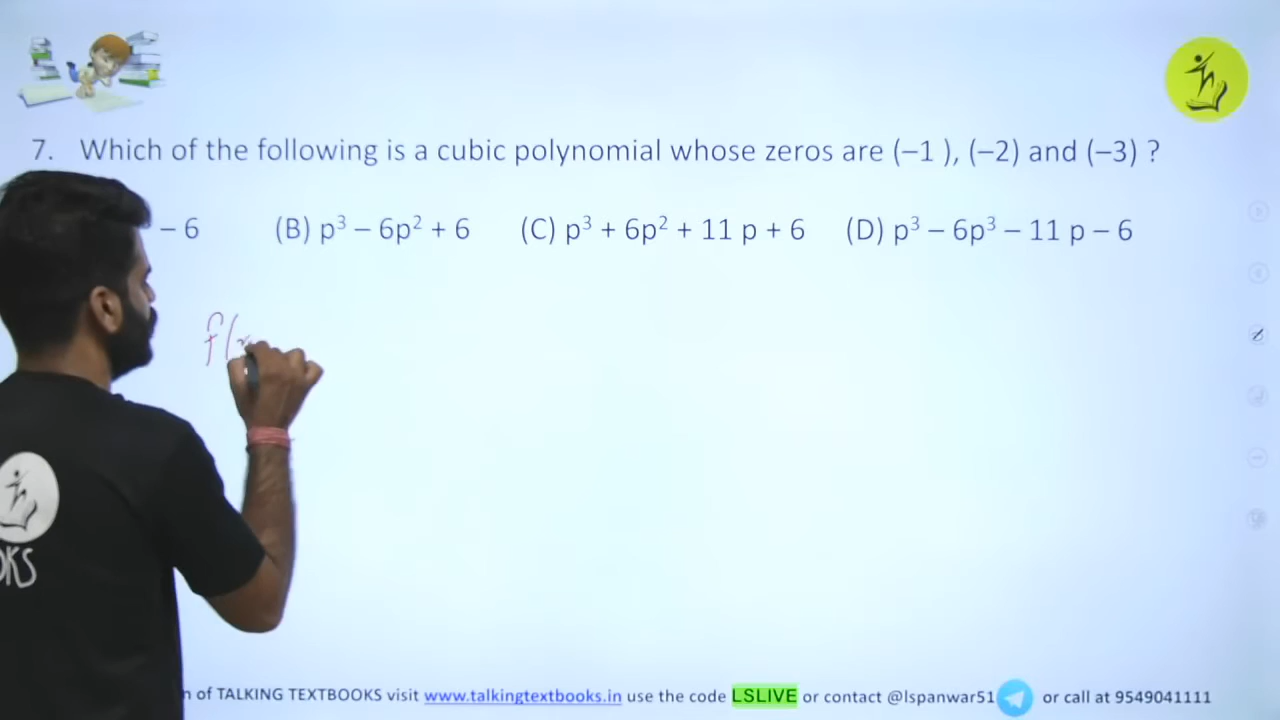 7. Which of the following is a cubic polynomial whose zeros are (–1 ), (–2) and (–3) ?
– 6 (B) p³ – 6p² + 6 (C) p³ + 6p² + 11 p + 6 (D) p³ – 6p³ – 11 p – 6
f(x
OKS
of TALKING TEXTBOOKS visit www.talkingtextbooks.in use the code LSLIVE or contact @lspanwar51 or call at 9549041111